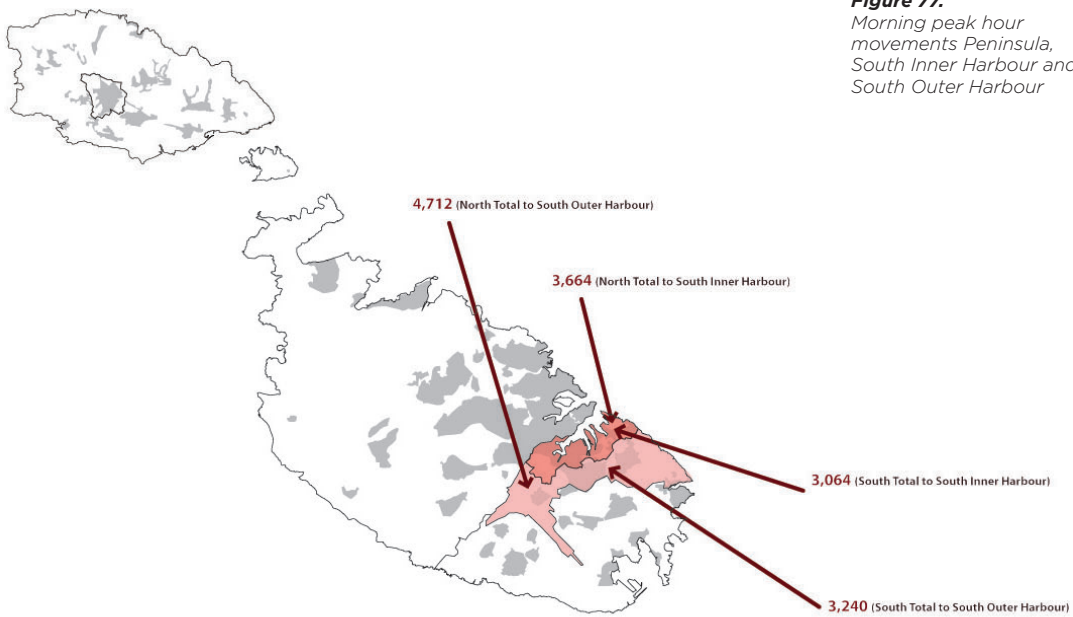 Figure 77.
Morning peak hour
movements Peninsula,
South Inner Harbour and
South Outer Harbour
4,712 (North Total to South Outer Harbour)
3,664 (North Total to South Inner Harbour)
3,064 (South Total to South Inner Harbour)
3,240 (South Total to South Outer Harbour)